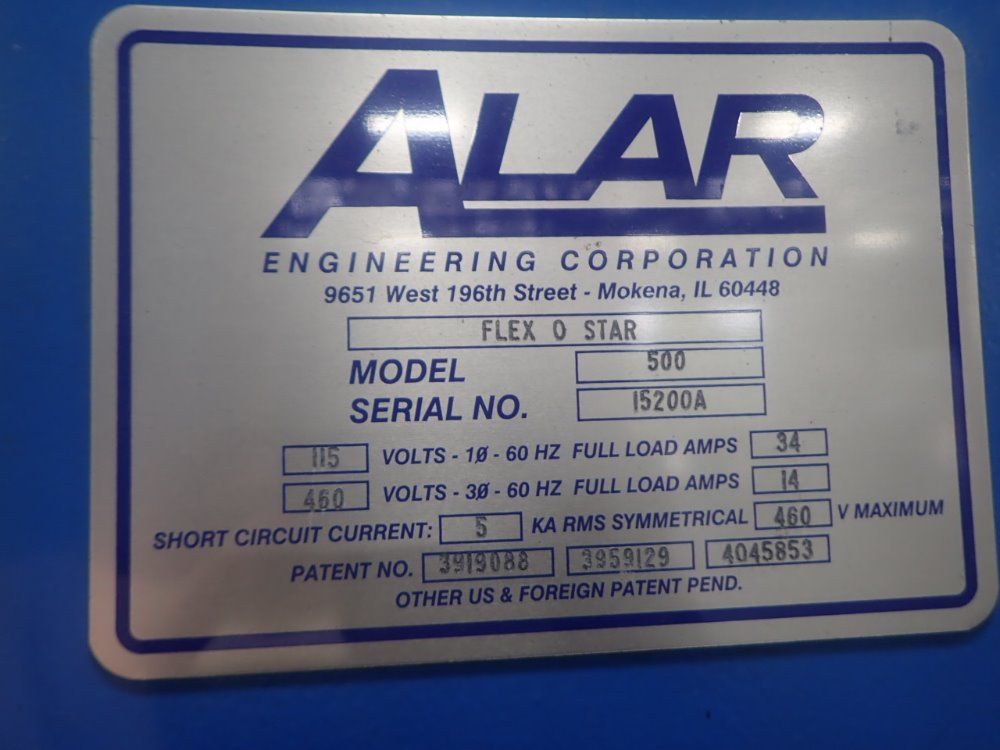 ALAR
ENGINEERING CORPORATION
9651 West 196th Street - Mokena, IL 60448
FLEX O STAR
MODEL 500
SERIAL NO. 15200A
115 VOLTS - 1Ø - 60 HZ FULL LOAD AMPS 34
460 VOLTS - 3Ø - 60 HZ FULL LOAD AMPS 14
SHORT CIRCUIT CURRENT: 5 KA RMS SYMMETRICAL 460 V MAXIMUM
PATENT NO. 3919088 3959129 4045853
OTHER US & FOREIGN PATENT PEND.